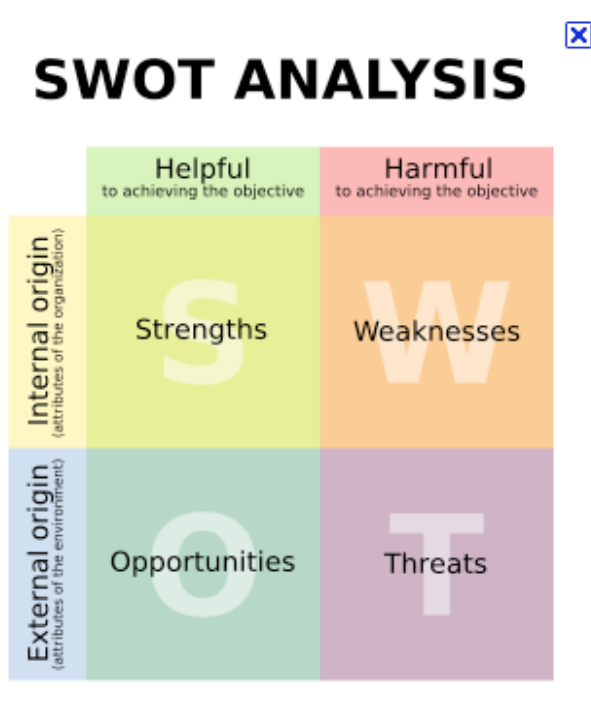 SWOT ANALYSIS
Helpful
to achieving the objective
Harmful
to achieving the objective
Internal origin
(attributes of the organization)
S
Strengths
W
Weaknesses
External origin
(attributes of the environment)
O
Opportunities
T
Threats